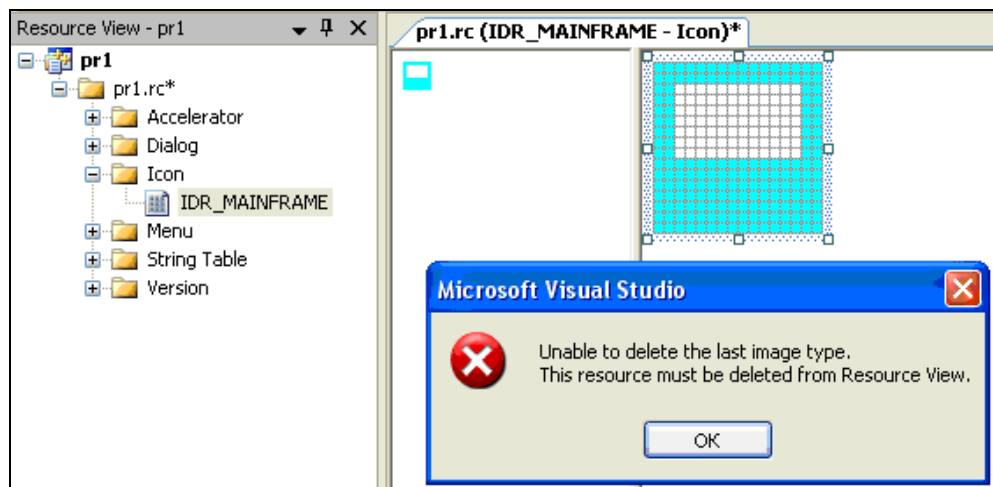 Resource View - pr1
pr1.rc (IDR_MAINFRAME - Icon)*
pr1
pr1.rc*
Accelerator
Dialog
Icon
IDR_MAINFRAME
Menu
String Table
Version
Microsoft Visual Studio
Unable to delete the last image type.
This resource must be deleted from Resource View.
OK